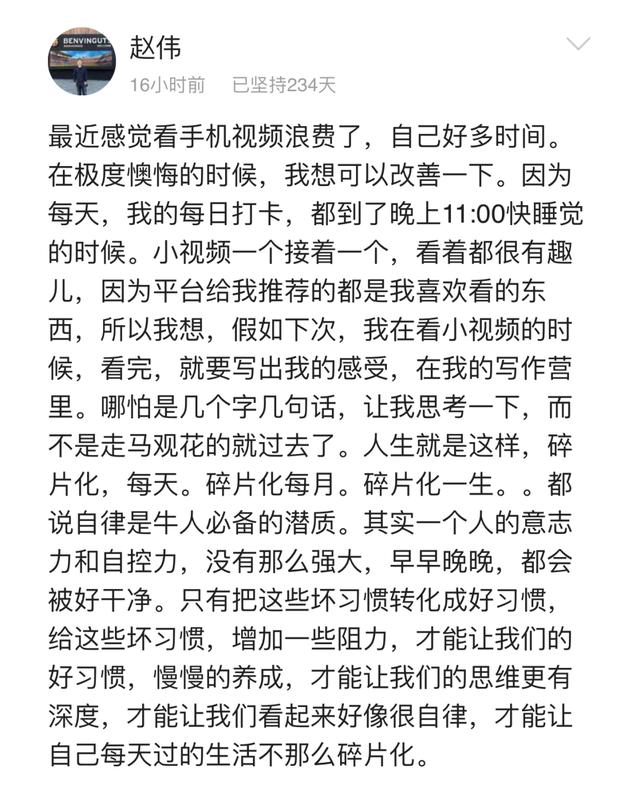 BENVINGUTS
赵伟
16小时前 已坚持234天
最近感觉看手机视频浪费了，自己好多时间。
在极度懊悔的时候，我想可以改善一下。因为
每天，我的每日打卡，都到了晚上11:00快睡觉
的时候。小视频一个接着一个，看着都很有趣
儿，因为平台给我推荐的都是我喜欢看的东
西，所以我想，假如下次，我在看小视频的时
候，看完，就要写出我的感受，在我的写作营
里。哪怕是几个字几句话，让我思考一下，而
不是走马观花的就过去了。人生就是这样，碎
片化，每天。碎片化每月。碎片化一生。。都
说自律是牛人必备的潜质。其实一个人的意志
力和自控力，没有那么强大，早早晚晚，都会
被好干净。只有把这些坏习惯转化成好习惯，
给这些坏习惯，增加一些阻力，才能让我们的
好习惯，慢慢的养成，才能让我们的思维更有
深度，才能让我们看起来好像很自律，才能让
自己每天过的生活不那么碎片化。